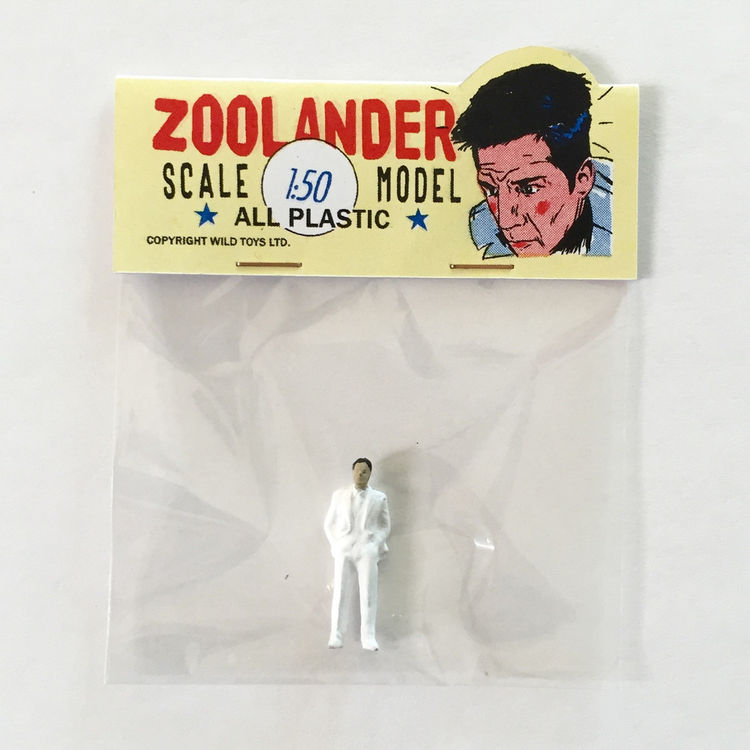 ZOOLANDER
SCALE 1:50 MODEL
★ ALL PLASTIC ★
COPYRIGHT WILD TOYS LTD.